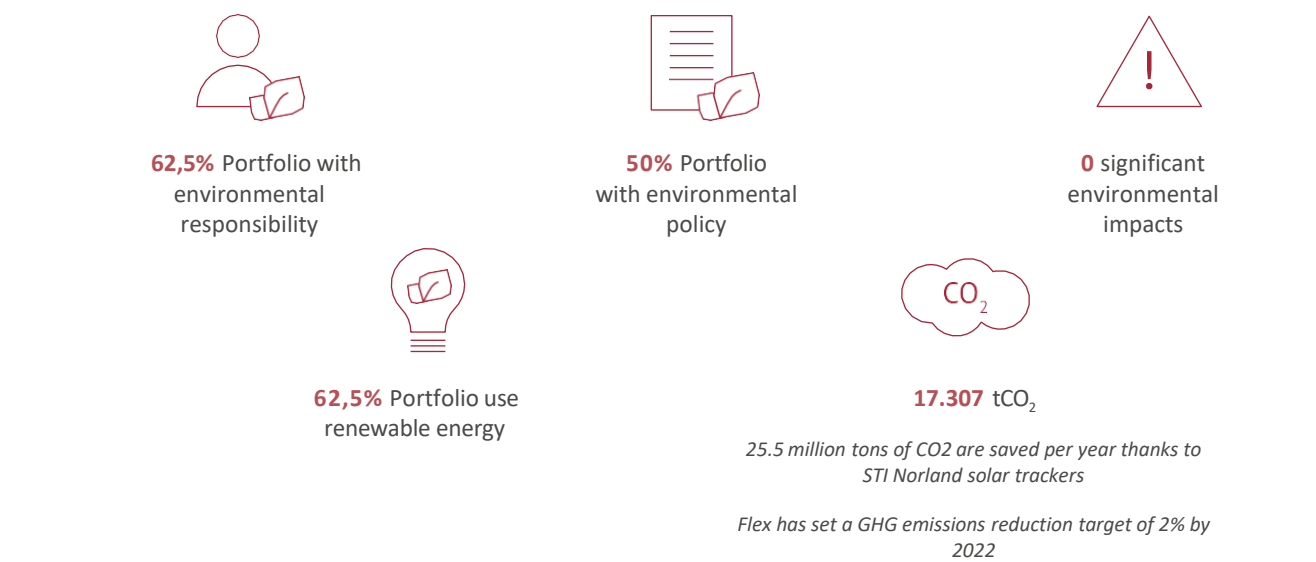 62,5% Portfolio with
environmental
responsibility
50% Portfolio
with environmental
policy
!
0 significant
environmental
impacts
62,5% Portfolio use
renewable energy
CO2
17.307 tCO2
25.5 million tons of CO2 are saved per year thanks to
STI Norland solar trackers
Flex has set a GHG emissions reduction target of 2% by
2022